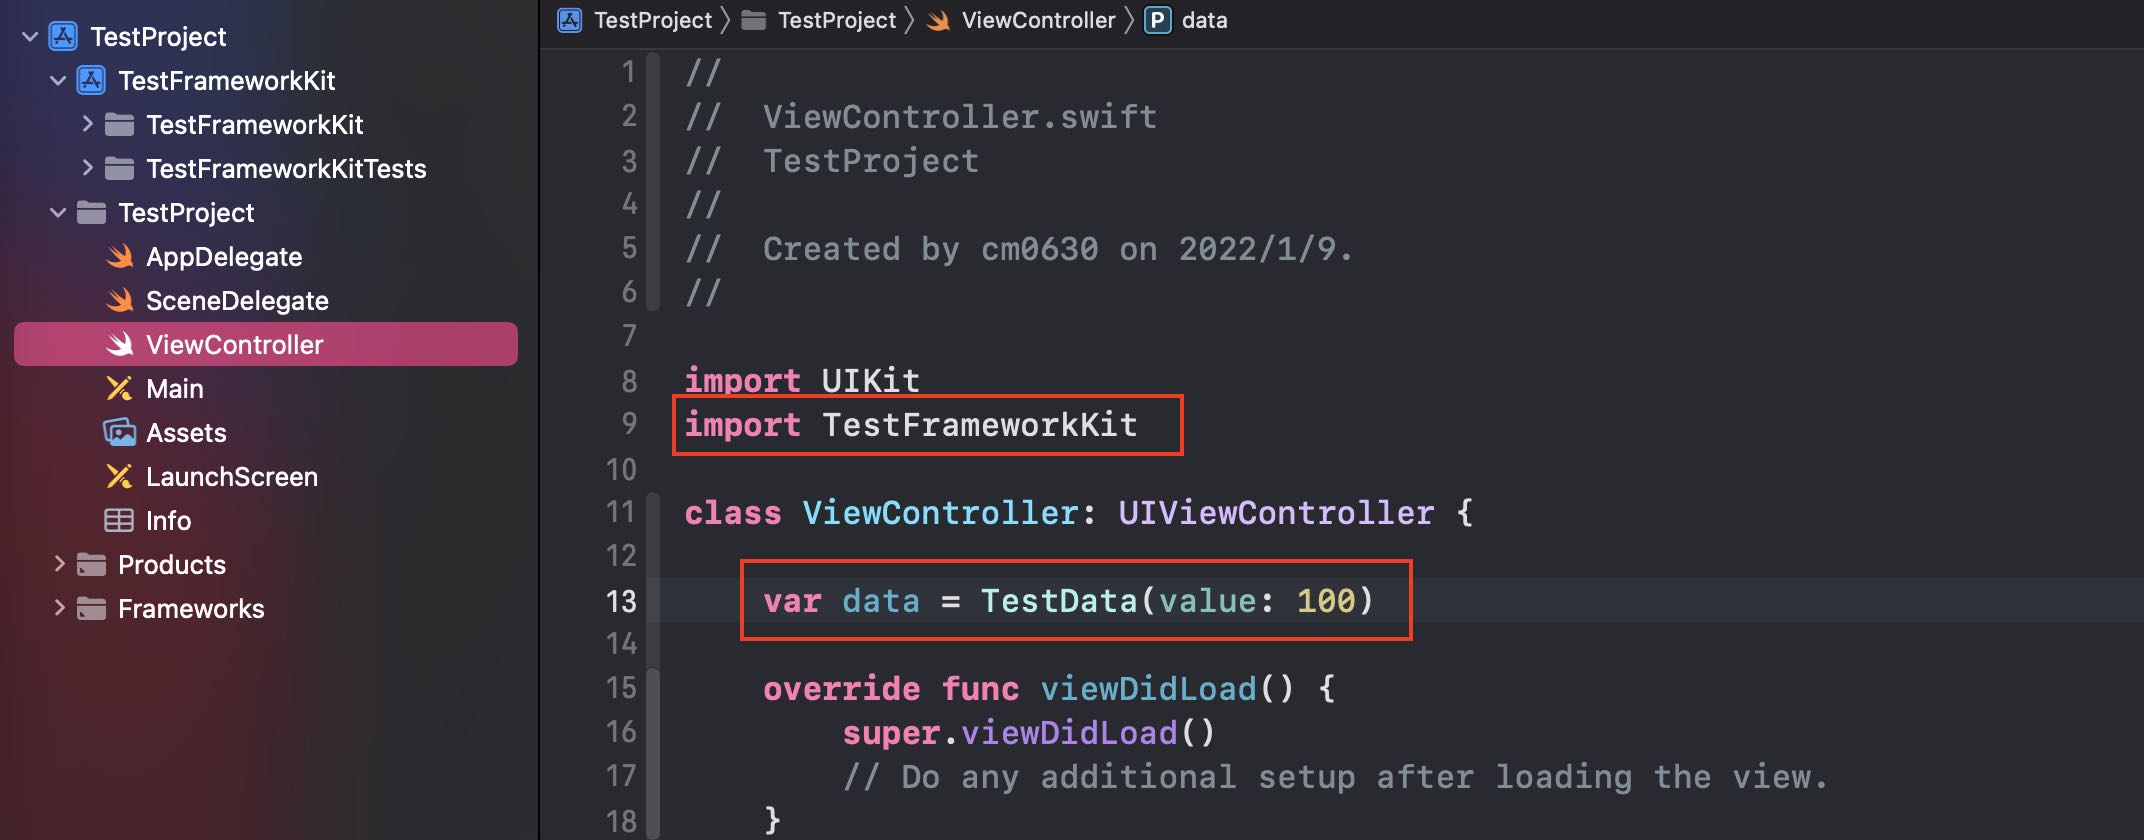 TestProject
TestFrameworkKit
TestFrameworkKit
TestFrameworkKitTests
TestProject
AppDelegate
SceneDelegate
ViewController
Main
Assets
LaunchScreen
Info
Products
Frameworks
TestProject TestProject ViewController P data
1 //
2 //  ViewController.swift
3 //  TestProject
4 //
5 //  Created by cm0630 on 2022/1/9.
6 //
7
8 import UIKit
9 import TestFrameworkKit
10
11 class ViewController: UIViewController {
12
13     var data = TestData(value: 100)
14
15     override func viewDidLoad() {
16         super.viewDidLoad()
17         // Do any additional setup after loading the view.
18     }